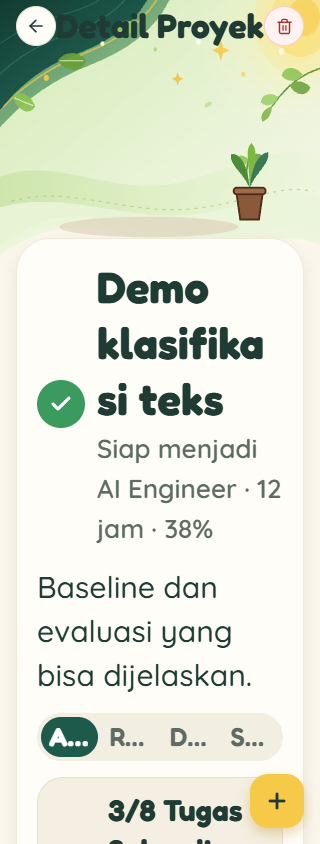 Detail Proyek
Demo
klasifika
si teks
Siap menjadi
AI Engineer · 12
jam · 38%
Baseline dan
evaluasi yang
bisa dijelaskan.
A... R... D... S...
3/8 Tugas